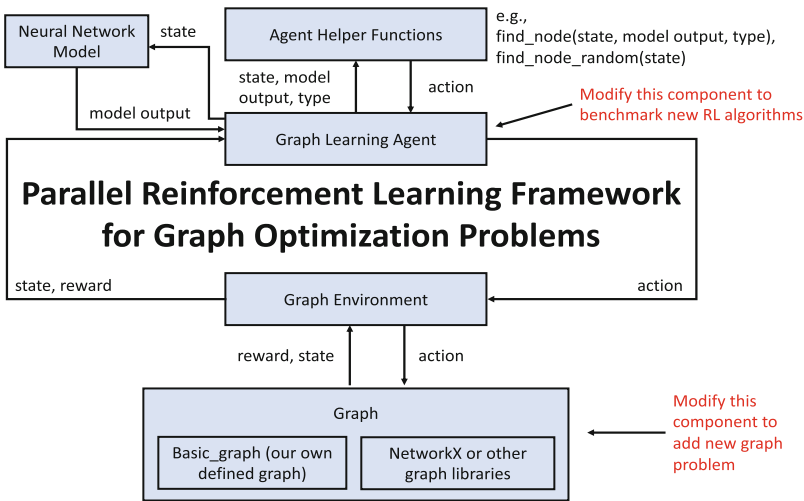 Neural Network
Model
state
Agent Helper Functions
e.g.,
find_node(state, model output, type),
find_node_random(state)
state, model
output, type
action
model output
Modify this component to
benchmark new RL algorithms
Graph Learning Agent
Parallel Reinforcement Learning Framework
for Graph Optimization Problems
state, reward
Graph Environment
action
reward, state
action
Graph
Basic_graph (our own
defined graph)
NetworkX or other
graph libraries
Modify this
component to
add new graph
problem